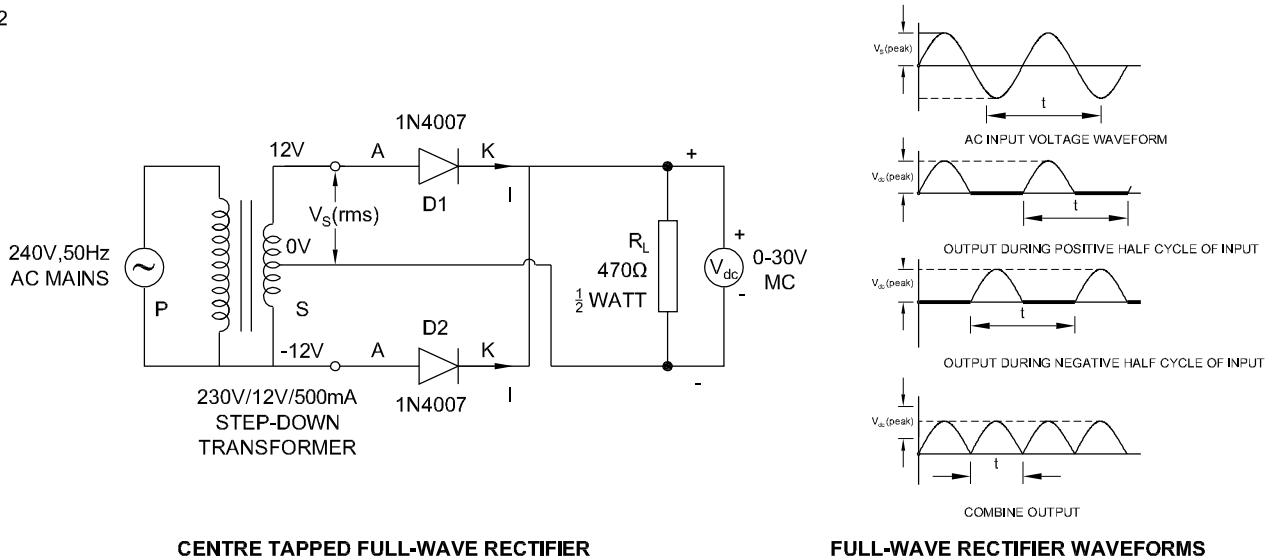 2
1N4007
12V
A
K
D1
I
V_S(rms)
0V
240V,50Hz
AC MAINS
P
S
R_L
470Ω
½ WATT
+
-
+
V_dc
-
0-30V
MC
D2
-12V
A
K
I
1N4007
230V/12V/500mA
STEP-DOWN
TRANSFORMER
CENTRE TAPPED FULL-WAVE RECTIFIER
V_S(peak)
t
AC INPUT VOLTAGE WAVEFORM
V_dc(peak)
t
OUTPUT DURING POSITIVE HALF CYCLE OF INPUT
V_dc(peak)
t
OUTPUT DURING NEGATIVE HALF CYCLE OF INPUT
V_dc(peak)
t
COMBINE OUTPUT
FULL-WAVE RECTIFIER WAVEFORMS